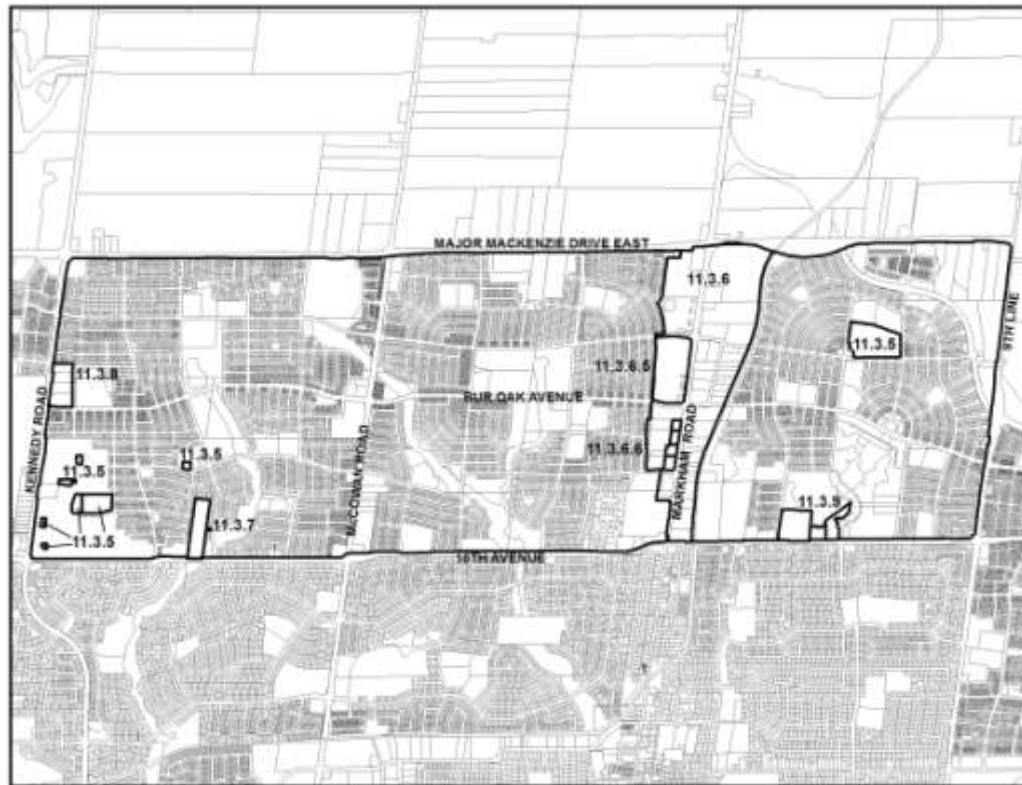 MAJOR MACKENZIE DRIVE EAST
11.3.6
9TH LINE
11.3.5
11.3.6.5
11.3.8
BUR OAK AVENUE
KENNEDY ROAD
MARKHAM ROAD
McCOWAN ROAD
11.3.5
11.3.6.6
11.3.5
11.3.9
11.3.7
11.3.5
16TH AVENUE